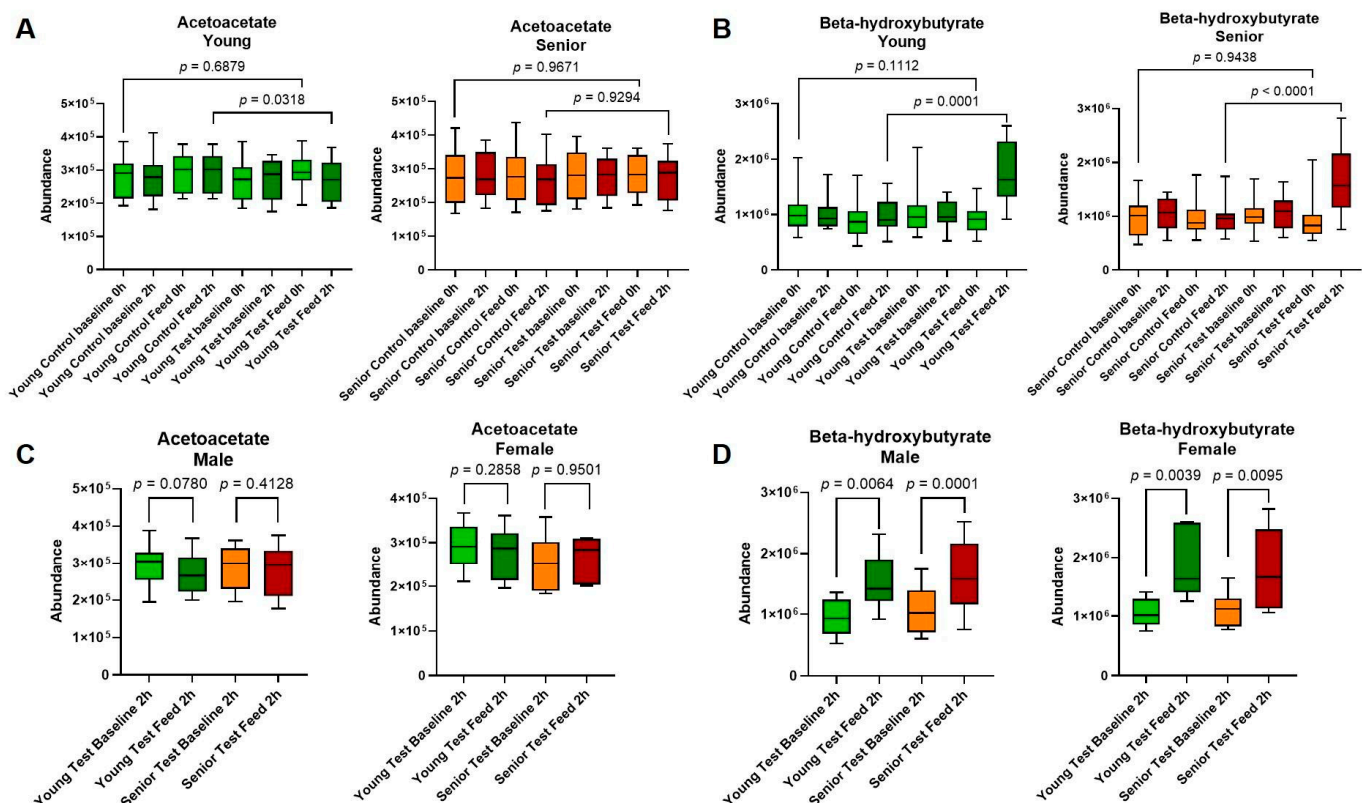 A
Acetoacetate
Young
p = 0.6879
p = 0.0318
5×10⁵
4×10⁵
3×10⁵
2×10⁵
1×10⁵
0
Abundance
Young Control baseline 0h
Young Control baseline 2h
Young Control Feed 0h
Young Control Feed 2h
Young Test baseline 0h
Young Test baseline 2h
Young Test Feed 0h
Young Test Feed 2h
Acetoacetate
Senior
p = 0.9671
p = 0.9294
5×10⁵
4×10⁵
3×10⁵
2×10⁵
1×10⁵
0
Abundance
Senior Control baseline 0h
Senior Control baseline 2h
Senior Control Feed 0h
Senior Control Feed 2h
Senior Test baseline 0h
Senior Test baseline 2h
Senior Test Feed 0h
Senior Test Feed 2h
B
Beta-hydroxybutyrate
Young
p = 0.1112
p = 0.0001
3×10⁶
2×10⁶
1×10⁶
0
Abundance
Young Control baseline 0h
Young Control baseline 2h
Young Control Feed 0h
Young Control Feed 2h
Young Test baseline 0h
Young Test baseline 2h
Young Test Feed 0h
Young Test Feed 2h
Beta-hydroxybutyrate
Senior
p = 0.9438
p < 0.0001
3×10⁶
2×10⁶
1×10⁶
0
Abundance
Senior Control baseline 0h
Senior Control baseline 2h
Senior Control Feed 0h
Senior Control Feed 2h
Senior Test baseline 0h
Senior Test baseline 2h
Senior Test Feed 0h
Senior Test Feed 2h
C
Acetoacetate
Male
p = 0.0780
p = 0.4128
5×10⁵
4×10⁵
3×10⁵
2×10⁵
1×10⁵
0
Abundance
Young Test Baseline 2h
Young Test Feed 2h
Senior Test Baseline 2h
Senior Test Feed 2h
Acetoacetate
Female
p = 0.2858
p = 0.9501
4×10⁵
3×10⁵
2×10⁵
1×10⁵
0
Abundance
Young Test Baseline 2h
Young Test Feed 2h
Senior Test Baseline 2h
Senior Test Feed 2h
D
Beta-hydroxybutyrate
Male
p = 0.0064
p = 0.0001
3×10⁶
2×10⁶
1×10⁶
0
Abundance
Young Test Baseline 2h
Young Test Feed 2h
Senior Test Baseline 2h
Senior Test Feed 2h
Beta-hydroxybutyrate
Female
p = 0.0039
p = 0.0095
3×10⁶
2×10⁶
1×10⁶
0
Abundance
Young Test Baseline 2h
Young Test Feed 2h
Senior Test Baseline 2h
Senior Test Feed 2h